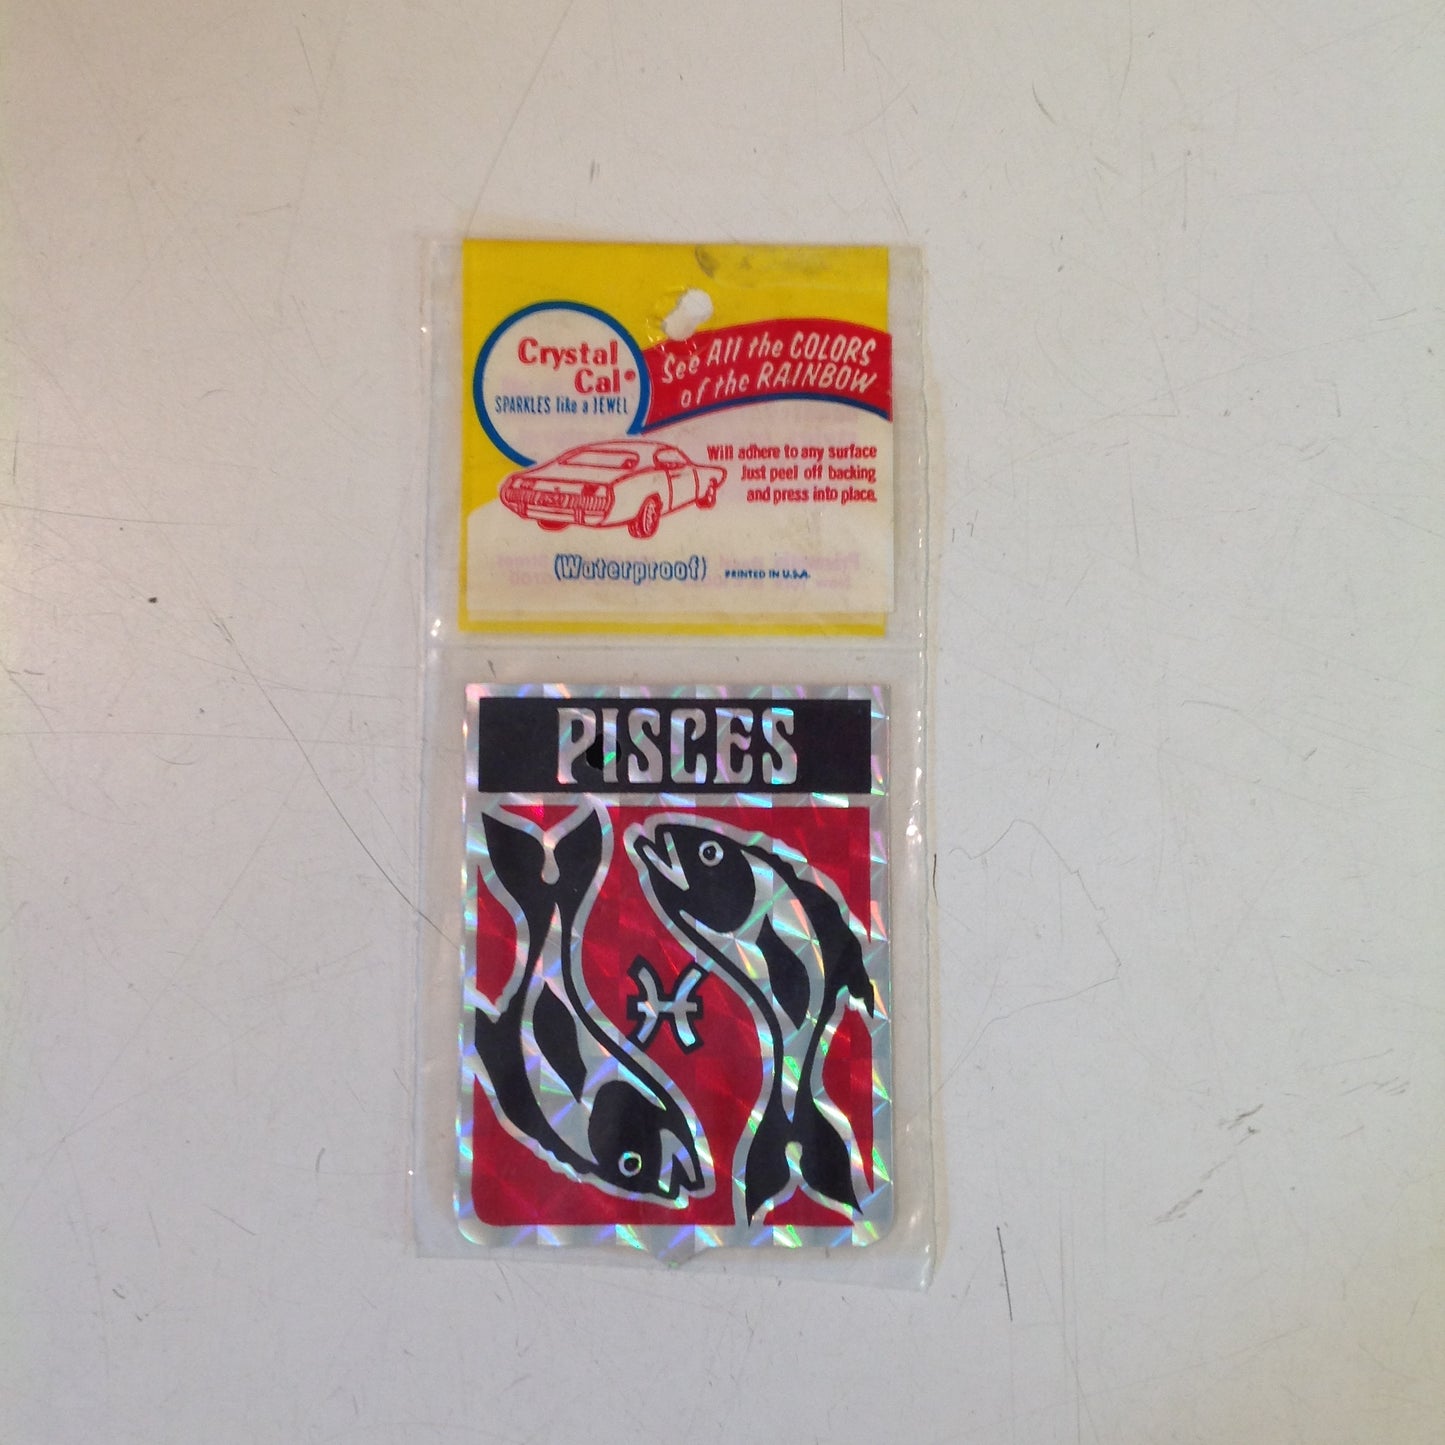 Crystal
Cal®
SPARKLES like a JEWEL
See All the COLORS
of the RAINBOW
Will adhere to any surface
Just peel off backing
and press into place.
(Waterproof)
PRINTED IN U.S.A.
PISCES